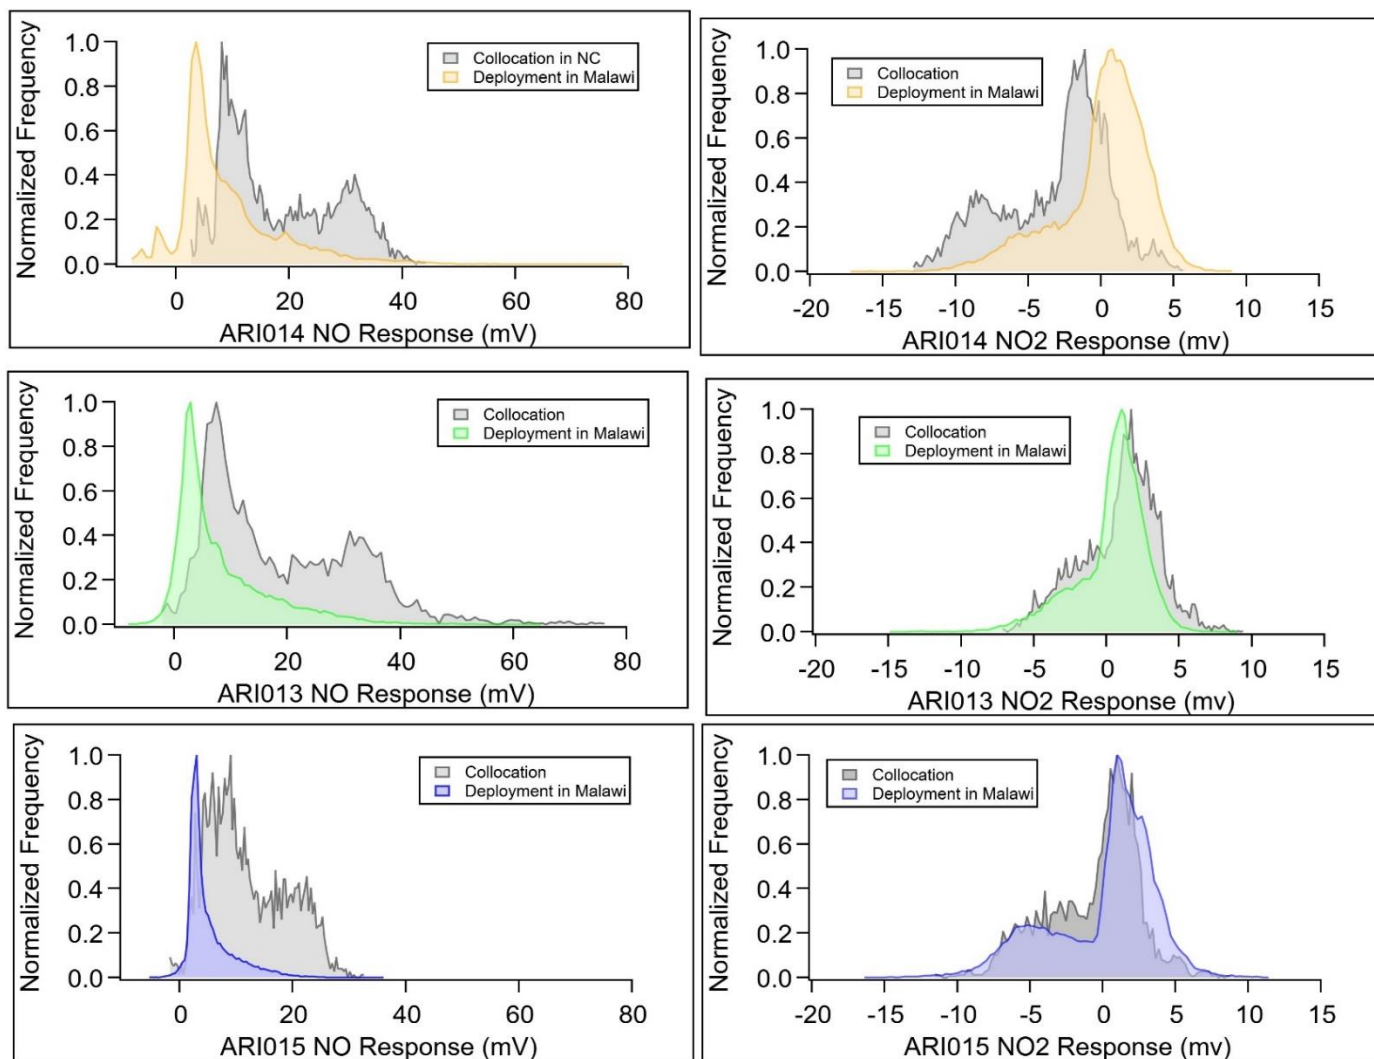 Normalized Frequency
1.0
0.8
0.6
0.4
0.2
0.0
Collocation in NC
Deployment in Malawi
0 20 40 60 80
ARI014 NO Response (mV)
Normalized Frequency
1.0
0.8
0.6
0.4
0.2
0.0
Collocation
Deployment in Malawi
-20 -15 -10 -5 0 5 10 15
ARI014 NO2 Response (mv)
Normalized Frequency
1.0
0.8
0.6
0.4
0.2
0.0
Collocation
Deployment in Malawi
0 20 40 60 80
ARI013 NO Response (mV)
Normalized Frequency
1.0
0.8
0.6
0.4
0.2
0.0
Collocation
Deployment in Malawi
-20 -15 -10 -5 0 5 10 15
ARI013 NO2 Response (mv)
Normalized Frequency
1.0
0.8
0.6
0.4
0.2
0.0
Collocation
Deployment in Malawi
0 20 40 60 80
ARI015 NO Response (mV)
Normalized Frequency
1.0
0.8
0.6
0.4
0.2
0.0
Collocation
Deployment in Malawi
-20 -15 -10 -5 0 5 10 15
ARI015 NO2 Response (mv)